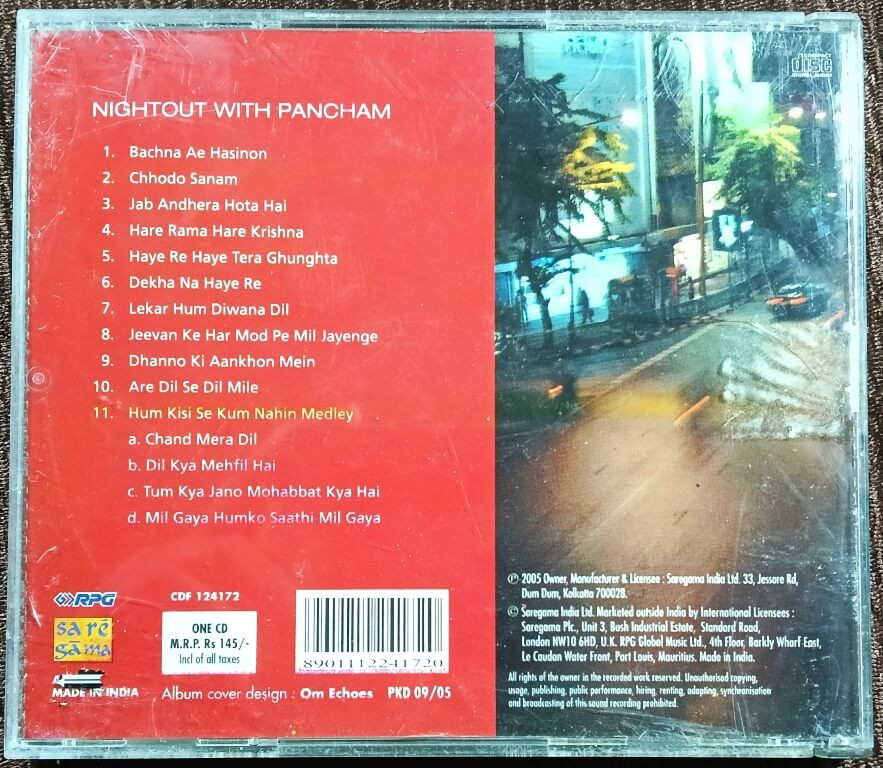 COMPACT
disc
DIGITAL AUDIO
NIGHTOUT WITH PANCHAM
1. Bachna Ae Hasinon
2. Chhodo Sanam
3. Jab Andhera Hota Hai
4. Hare Rama Hare Krishna
5. Haye Re Haye Tera Ghunghta
6. Dekha Na Haye Re
7. Lekar Hum Diwana Dil
8. Jeevan Ke Har Mod Pe Mil Jayenge
9. Dhanno Ki Aankhon Mein
10. Are Dil Se Dil Mile
11. Hum Kisi Se Kum Nahin Medley
a. Chand Mera Dil
b. Dil Kya Mehfil Hai
c. Tum Kya Jano Mohabbat Kya Hai
d. Mil Gaya Humko Saathi Mil Gaya
RPG
sa rē
gāma
MADE IN INDIA
CDF 124172
ONE CD
M.R.P. Rs 145/-
Incl of all taxes
8901112241720
Album cover design : Om Echoes PKD 09/05
℗ 2005 Owner, Manufacturer & Licensee : Saregama India Ltd. 33, Jessore Rd,
Dum Dum, Kolkatta 700028.
© Saregama India Ltd. Marketed outside India by International Licensees :
Saregama Plc., Unit 3, Bush Industrial Estate, Standard Road,
London NW10 6HD, U.K. RPG Global Music Ltd., 4th Floor, Barkly Wharf East,
Le Caudan Water Front, Port Louis, Mauritius. Made in India.
All rights of the owner in the recorded work reserved. Unauthorised copying,
usage, publishing, public performance, hiring, renting, adapting, synchronisation
and broadcasting of this sound recording prohibited.